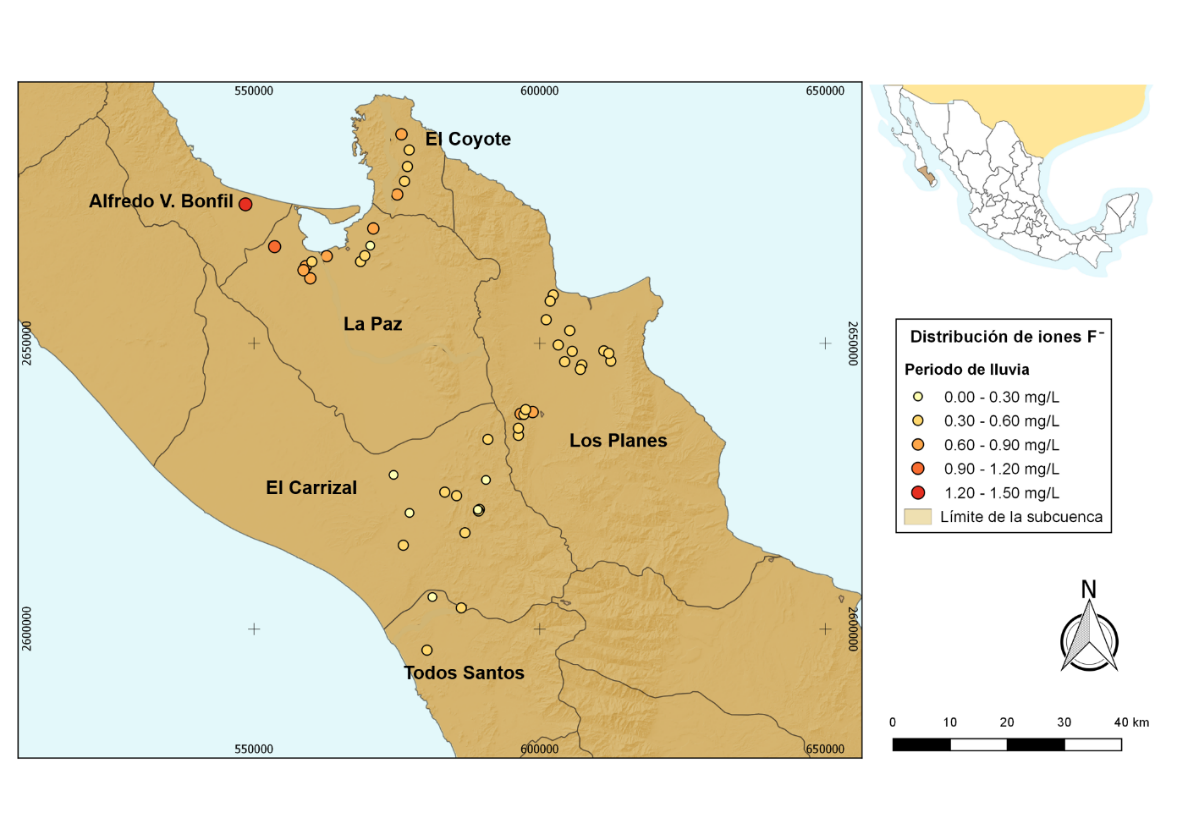 550000
600000
650000
El Coyote
Alfredo V. Bonfil
La Paz
2650000
2650000
Los Planes
El Carrizal
2600000
2600000
Todos Santos
550000
600000
650000
Distribución de iones F⁻
Periodo de lluvia
0.00 - 0.30 mg/L
0.30 - 0.60 mg/L
0.60 - 0.90 mg/L
0.90 - 1.20 mg/L
1.20 - 1.50 mg/L
Límite de la subcuenca
N
0 10 20 30 40 km